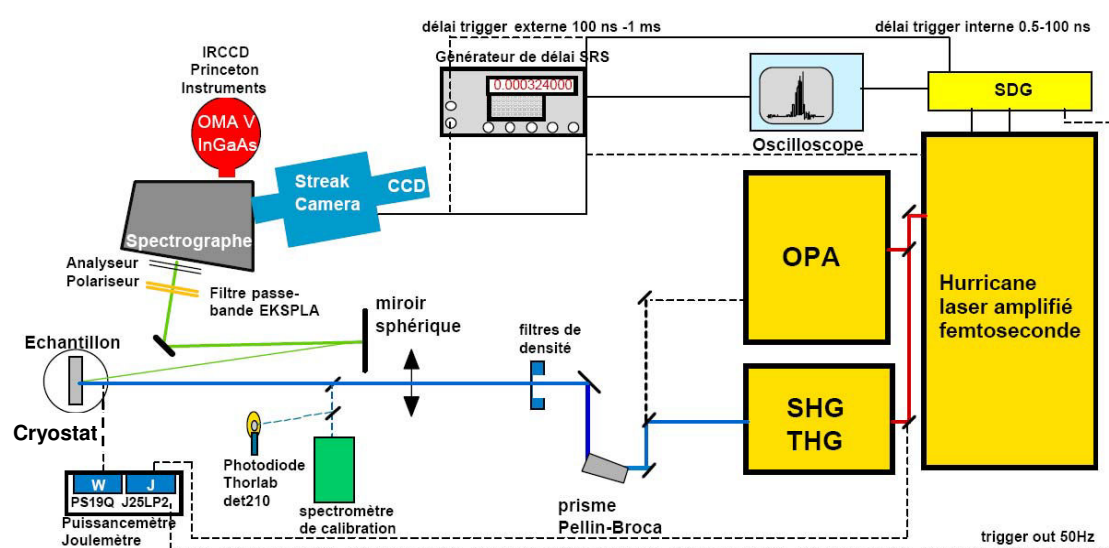 délai trigger externe 100 ns -1 ms
délai trigger interne 0.5-100 ns
IRCCD
Princeton
Instruments
Générateur de délai SRS
0.000324000
SDG
OMA V
InGaAs
Oscilloscope
Streak
Camera
CCD
Spectrographe
OPA
Analyseur
Polariseur
Filtre passe-
bande EKSPLA
miroir
sphérique
Hurricane
laser amplifié
femtoseconde
filtres de
densité
Echantillon
SHG
THG
Cryostat
Photodiode
Thorlab
det210
W
J
PS19Q
J25LP2
Puissancemètre
Joulemètre
spectromètre
de calibration
prisme
Pellin-Broca
trigger out 50Hz